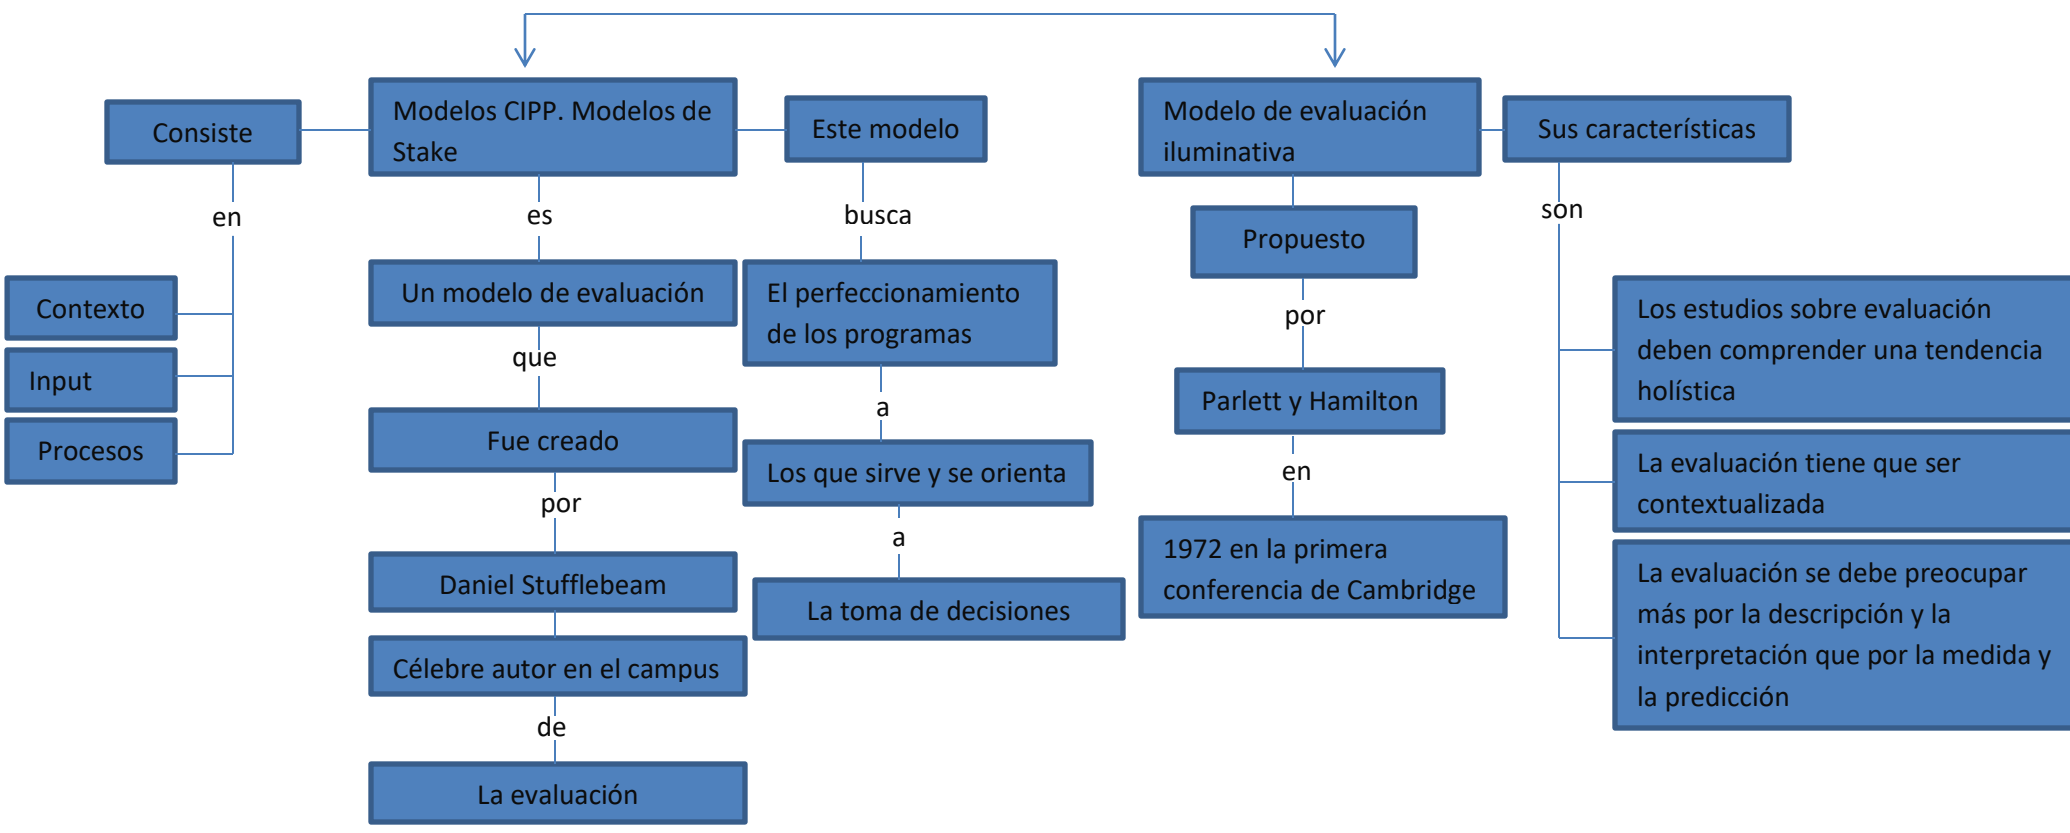 Consiste
en
Contexto
Input
Procesos
Modelos CIPP. Modelos de
Stake
es
Un modelo de evaluación
que
Fue creado
por
Daniel Stufflebeam
Célebre autor en el campus
de
La evaluación
Este modelo
busca
El perfeccionamiento
de los programas
a
Los que sirve y se orienta
a
La toma de decisiones
Modelo de evaluación
iluminativa
Propuesto
por
Parlett y Hamilton
en
1972 en la primera
conferencia de Cambridge
Sus características
son
Los estudios sobre evaluación
deben comprender una tendencia
holística
La evaluación tiene que ser
contextualizada
La evaluación se debe preocupar
más por la descripción y la
interpretación que por la medida y
la predicción